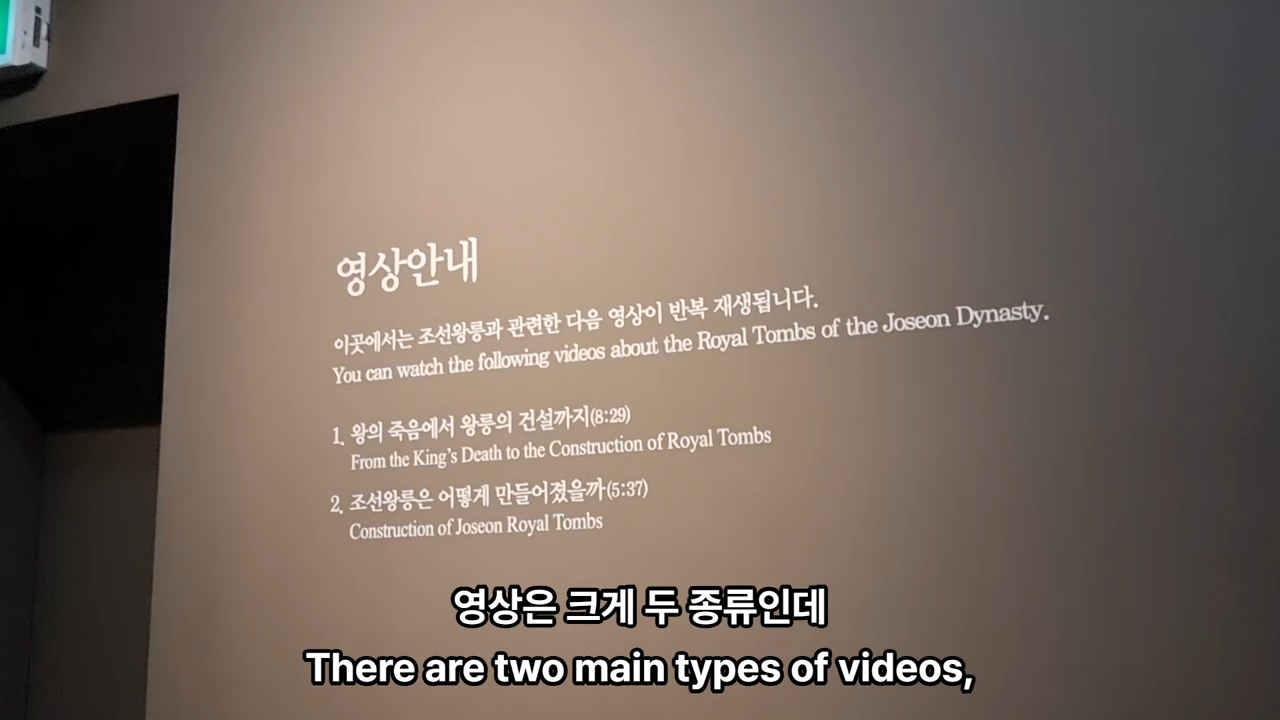 영상안내
이곳에서는 조선왕릉과 관련한 다음 영상이 반복 재생됩니다.
You can watch the following videos about the Royal Tombs of the Joseon Dynasty.
1. 왕의 죽음에서 왕릉의 건설까지(8:29)
From the King's Death to the Construction of Royal Tombs
2. 조선왕릉은 어떻게 만들어졌을까(5:37)
Construction of Joseon Royal Tombs
영상은 크게 두 종류인데
There are two main types of videos,